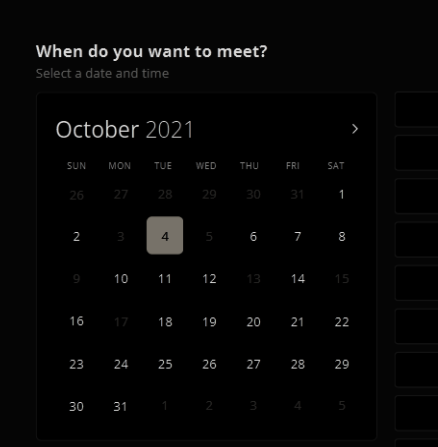 When do you want to meet?
Select a date and time
October 2021
SUN MON TUE WED THU FRI SAT
26 27 28 29 30 31 1
2 3 4 5 6 7 8
9 10 11 12 13 14 15
16 17 18 19 20 21 22
23 24 25 26 27 28 29
30 31 1 2 3 4 5